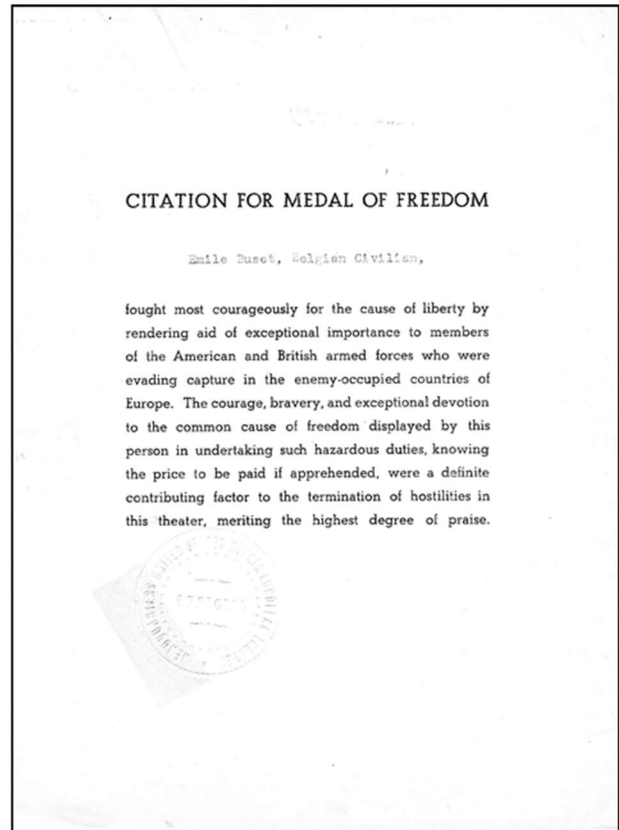 CITATION FOR MEDAL OF FREEDOM
Emile Buset, Belgian Civilian,
fought most courageously for the cause of liberty by
rendering aid of exceptional importance to members
of the American and British armed forces who were
evading capture in the enemy-occupied countries of
Europe. The courage, bravery, and exceptional devotion
to the common cause of freedom displayed by this
person in undertaking such hazardous duties, knowing
the price to be paid if apprehended, were a definite
contributing factor to the termination of hostilities in
this theater, meriting the highest degree of praise.